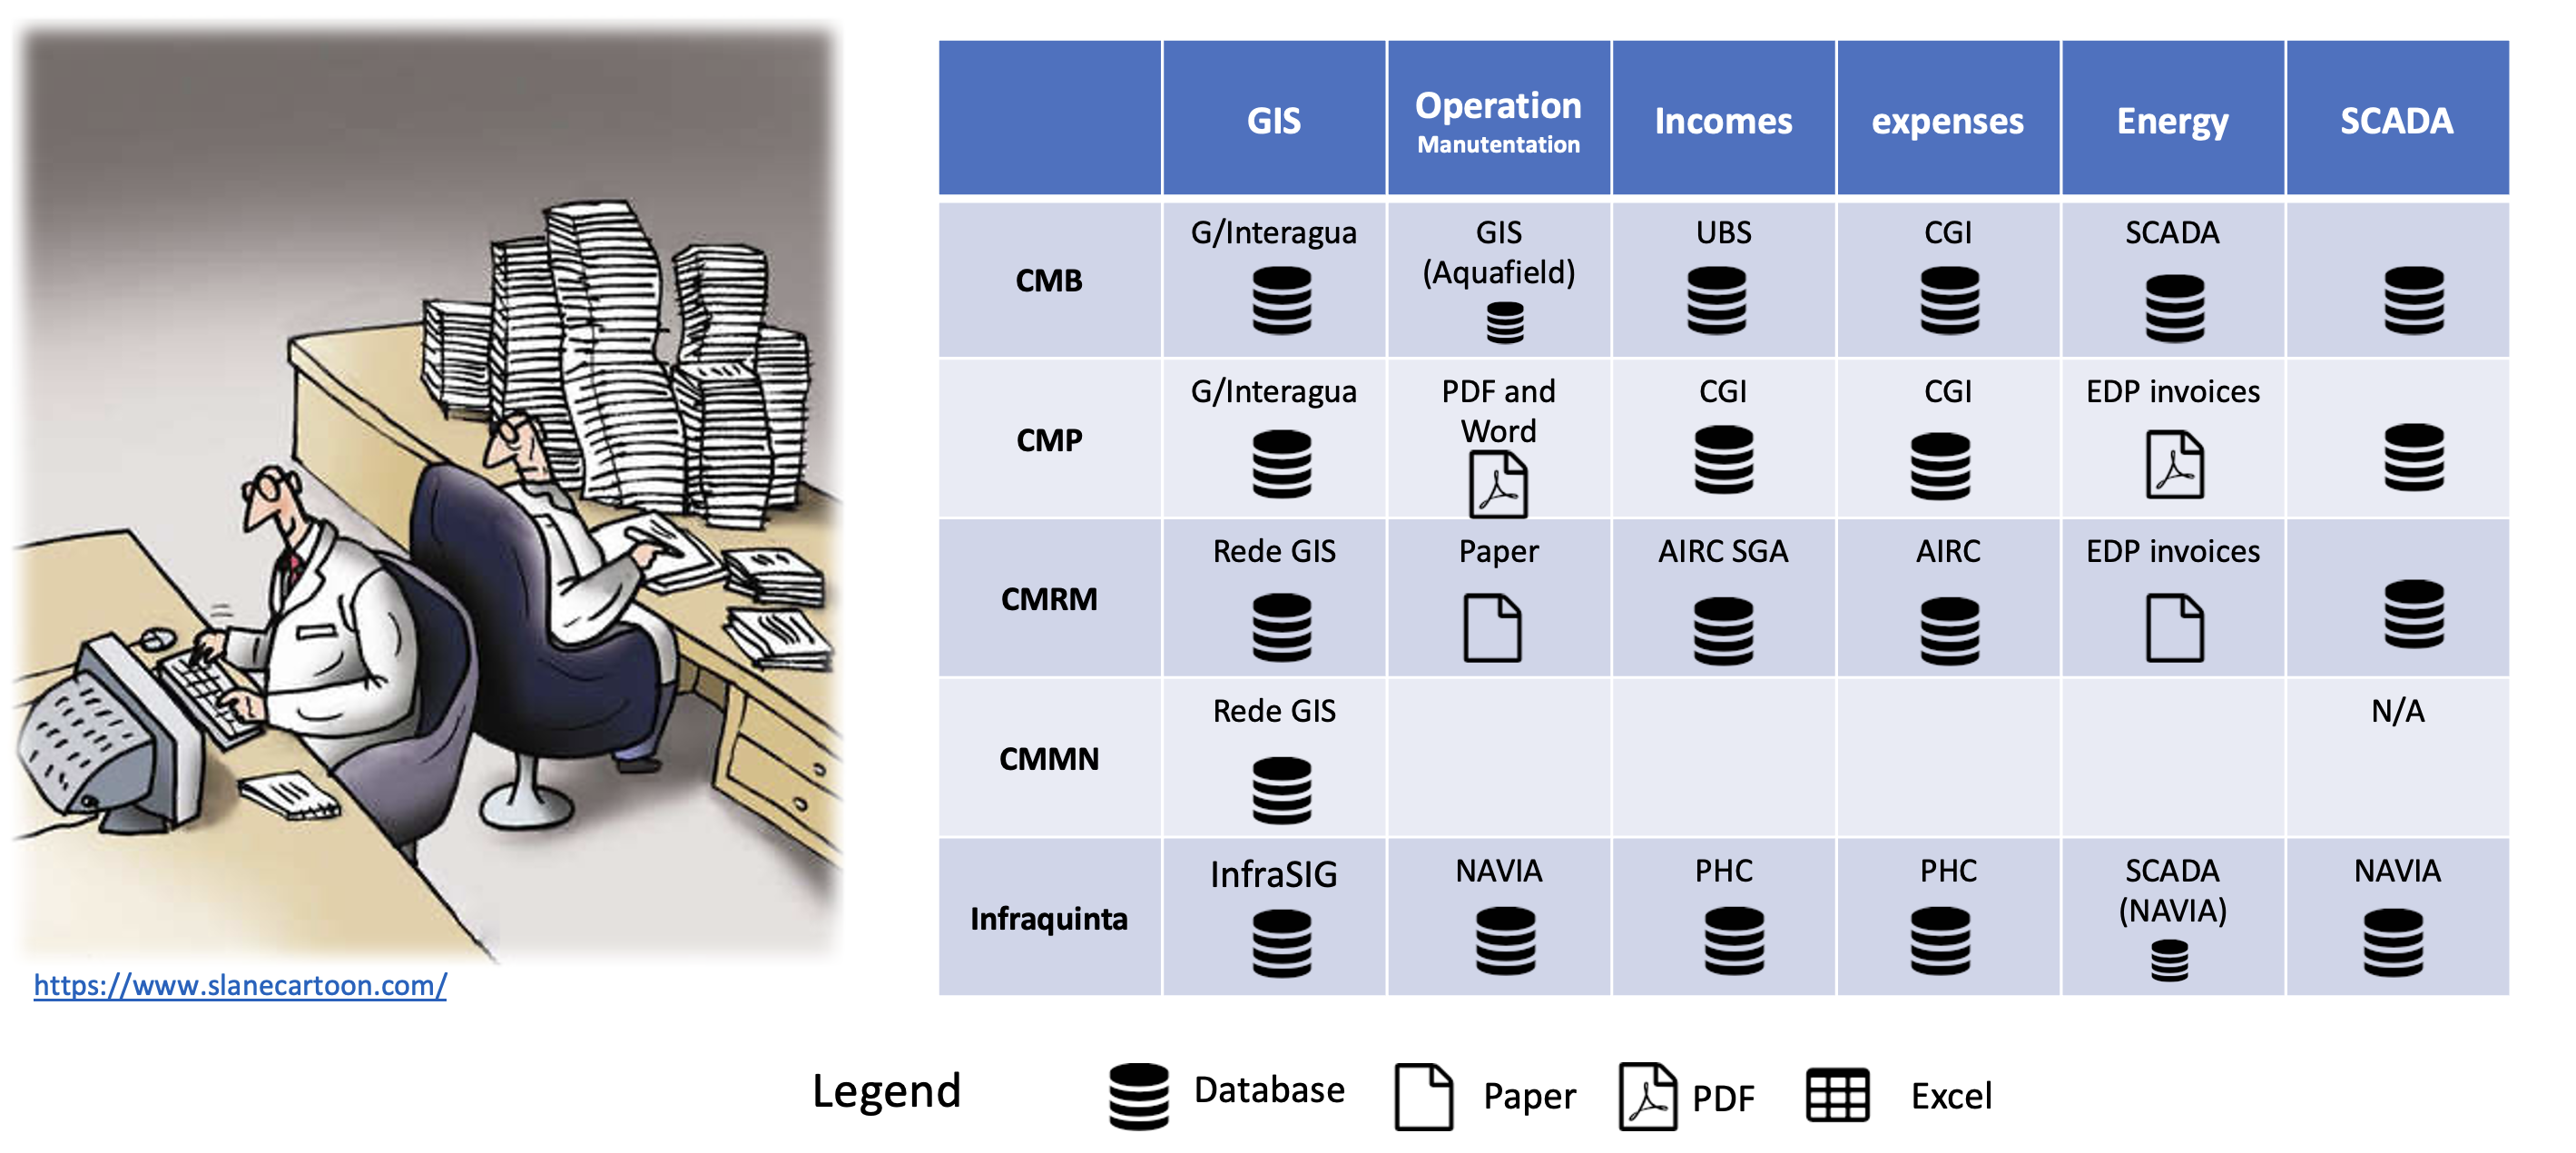 GIS
Operation
Manutentation
Incomes
expenses
Energy
SCADA
CMB
G/Interagua
GIS
(Aquafield)
UBS
CGI
SCADA
CMP
G/Interagua
PDF and
Word
CGI
CGI
EDP invoices
CMRM
Rede GIS
Paper
AIRC SGA
AIRC
EDP invoices
CMMN
Rede GIS
N/A
Infraquinta
InfraSIG
NAVIA
PHC
PHC
SCADA
(NAVIA)
NAVIA
https://www.slanecartoon.com/
Legend
Database
Paper
PDF
Excel